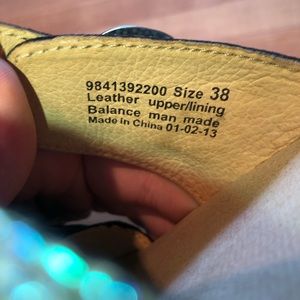 9841392200 Size 38
Leather upper/lining
Balance man made
Made In China 01-02-13